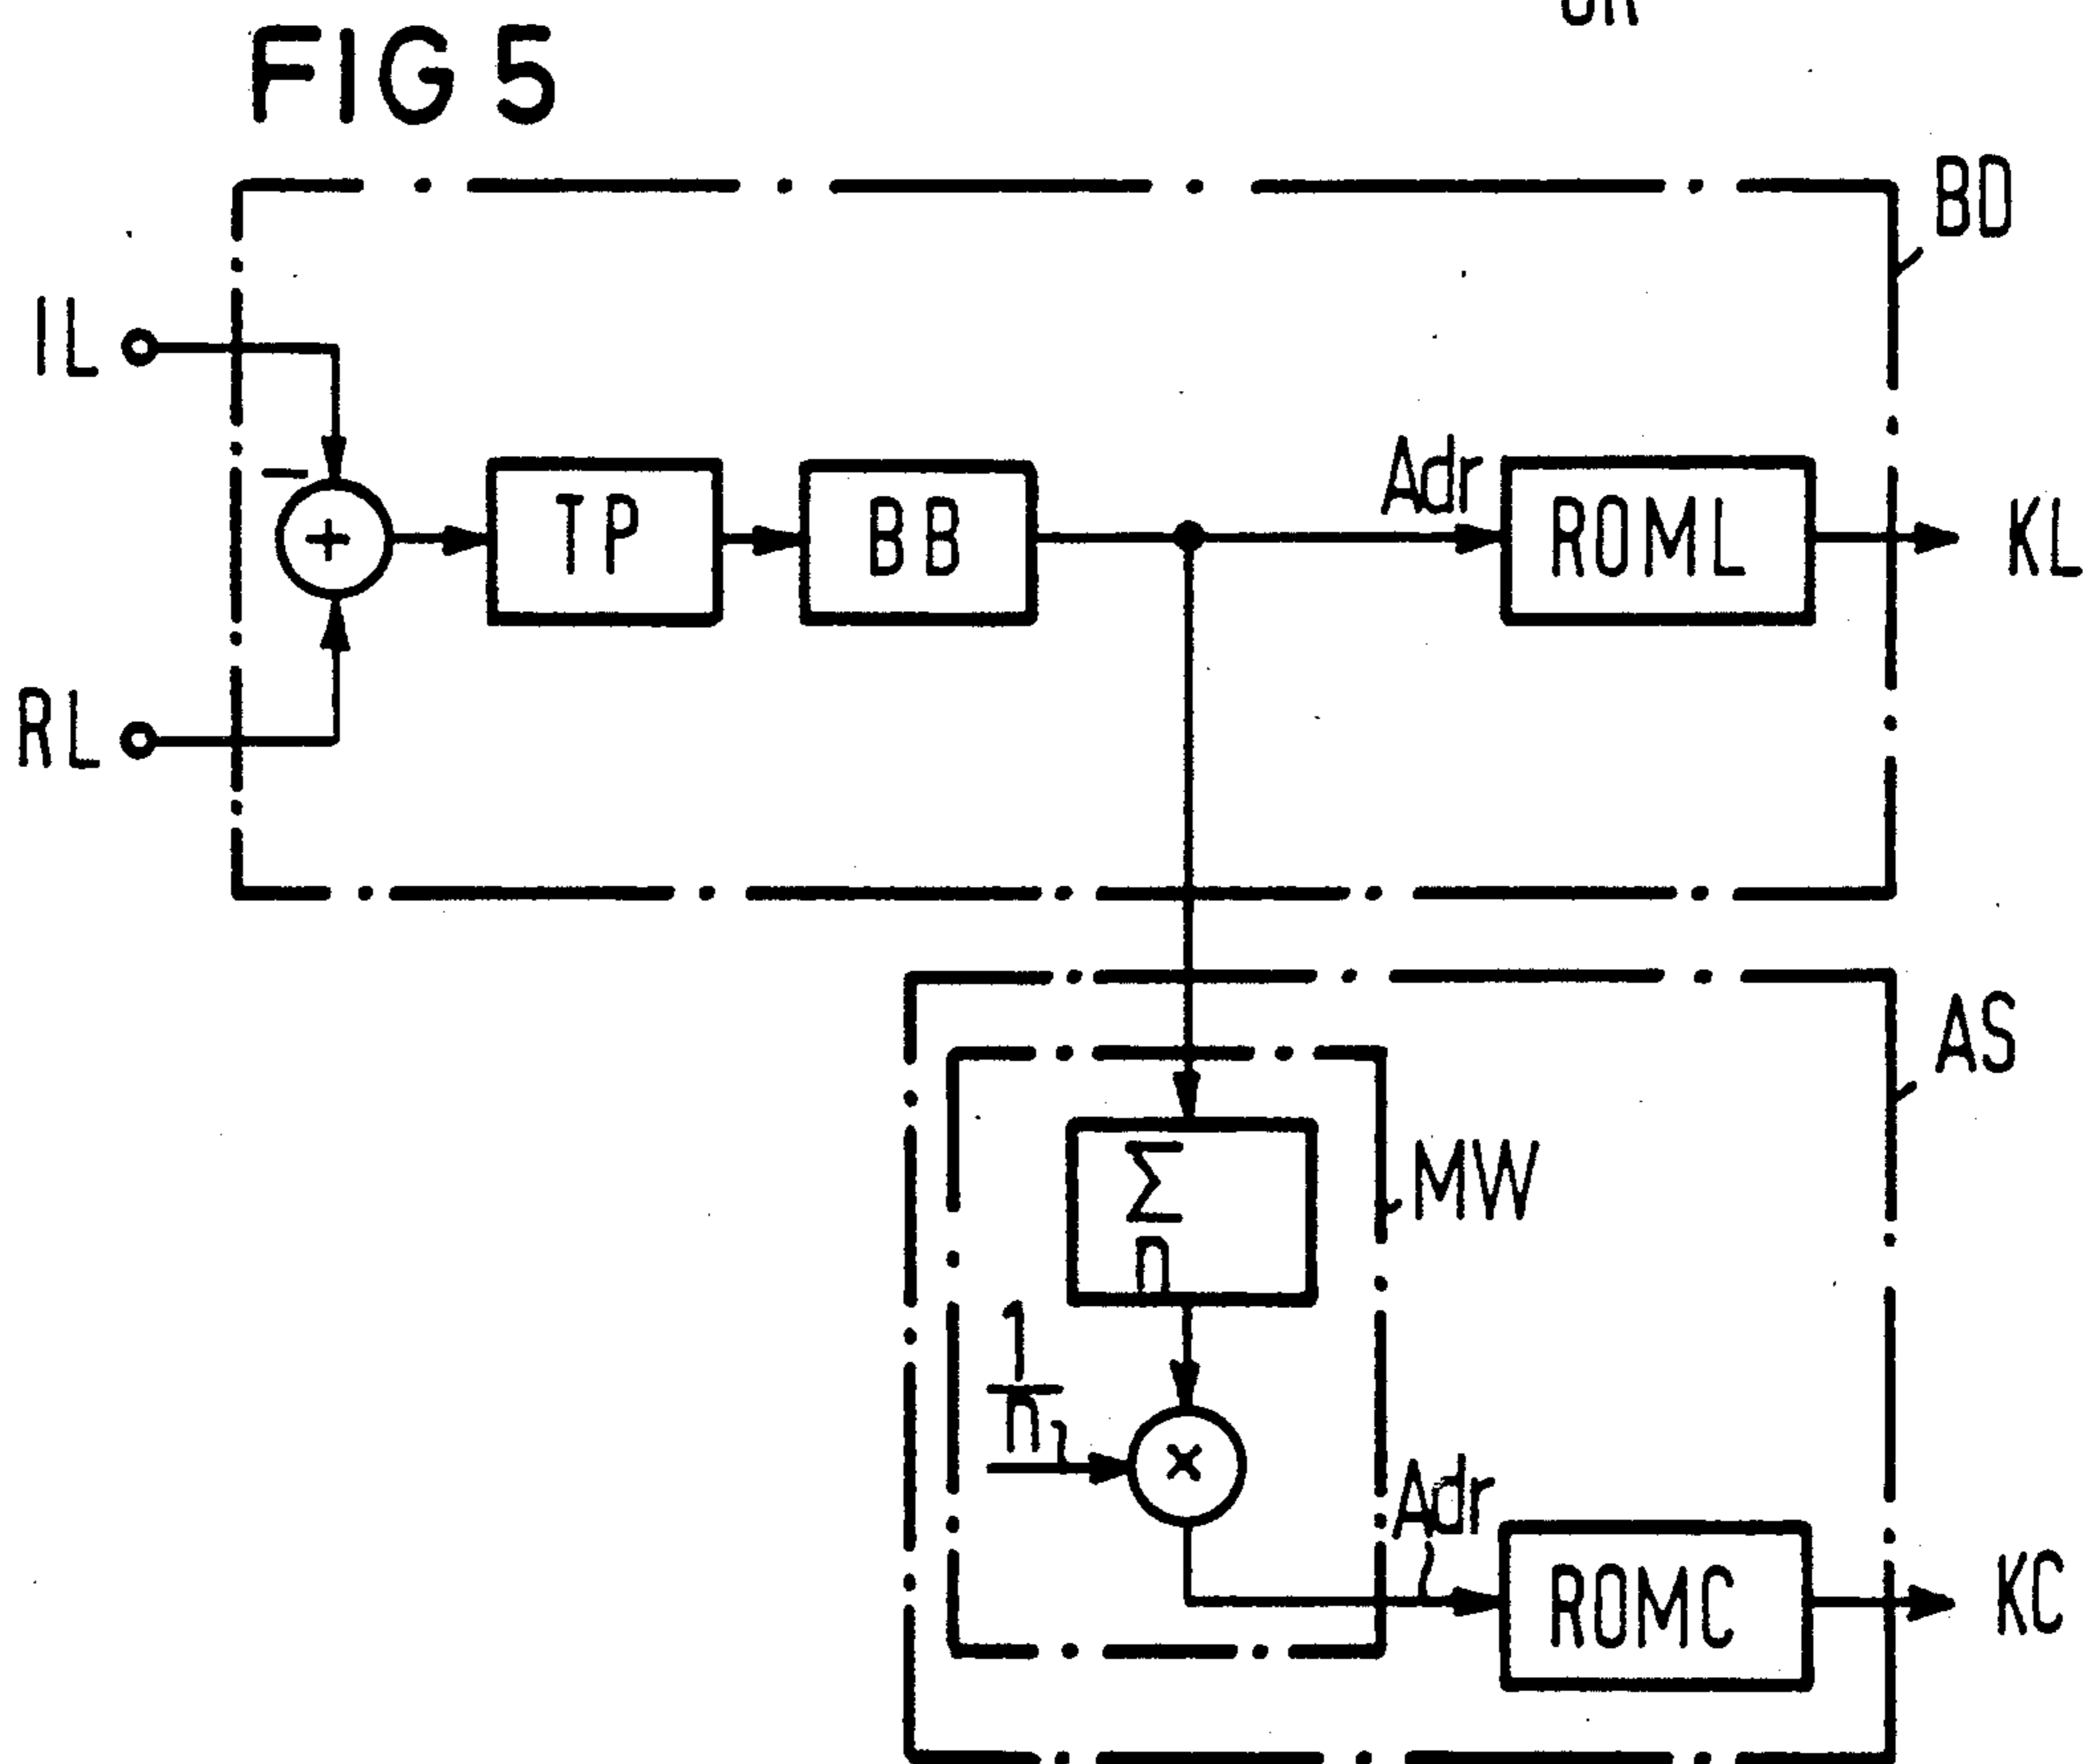 FIG 5
BD
IL
−
+
TP
BB
Adr
ROML
KL
RL
AS
Σ
n
MW
1
n
×
Adr
ROMC
KC